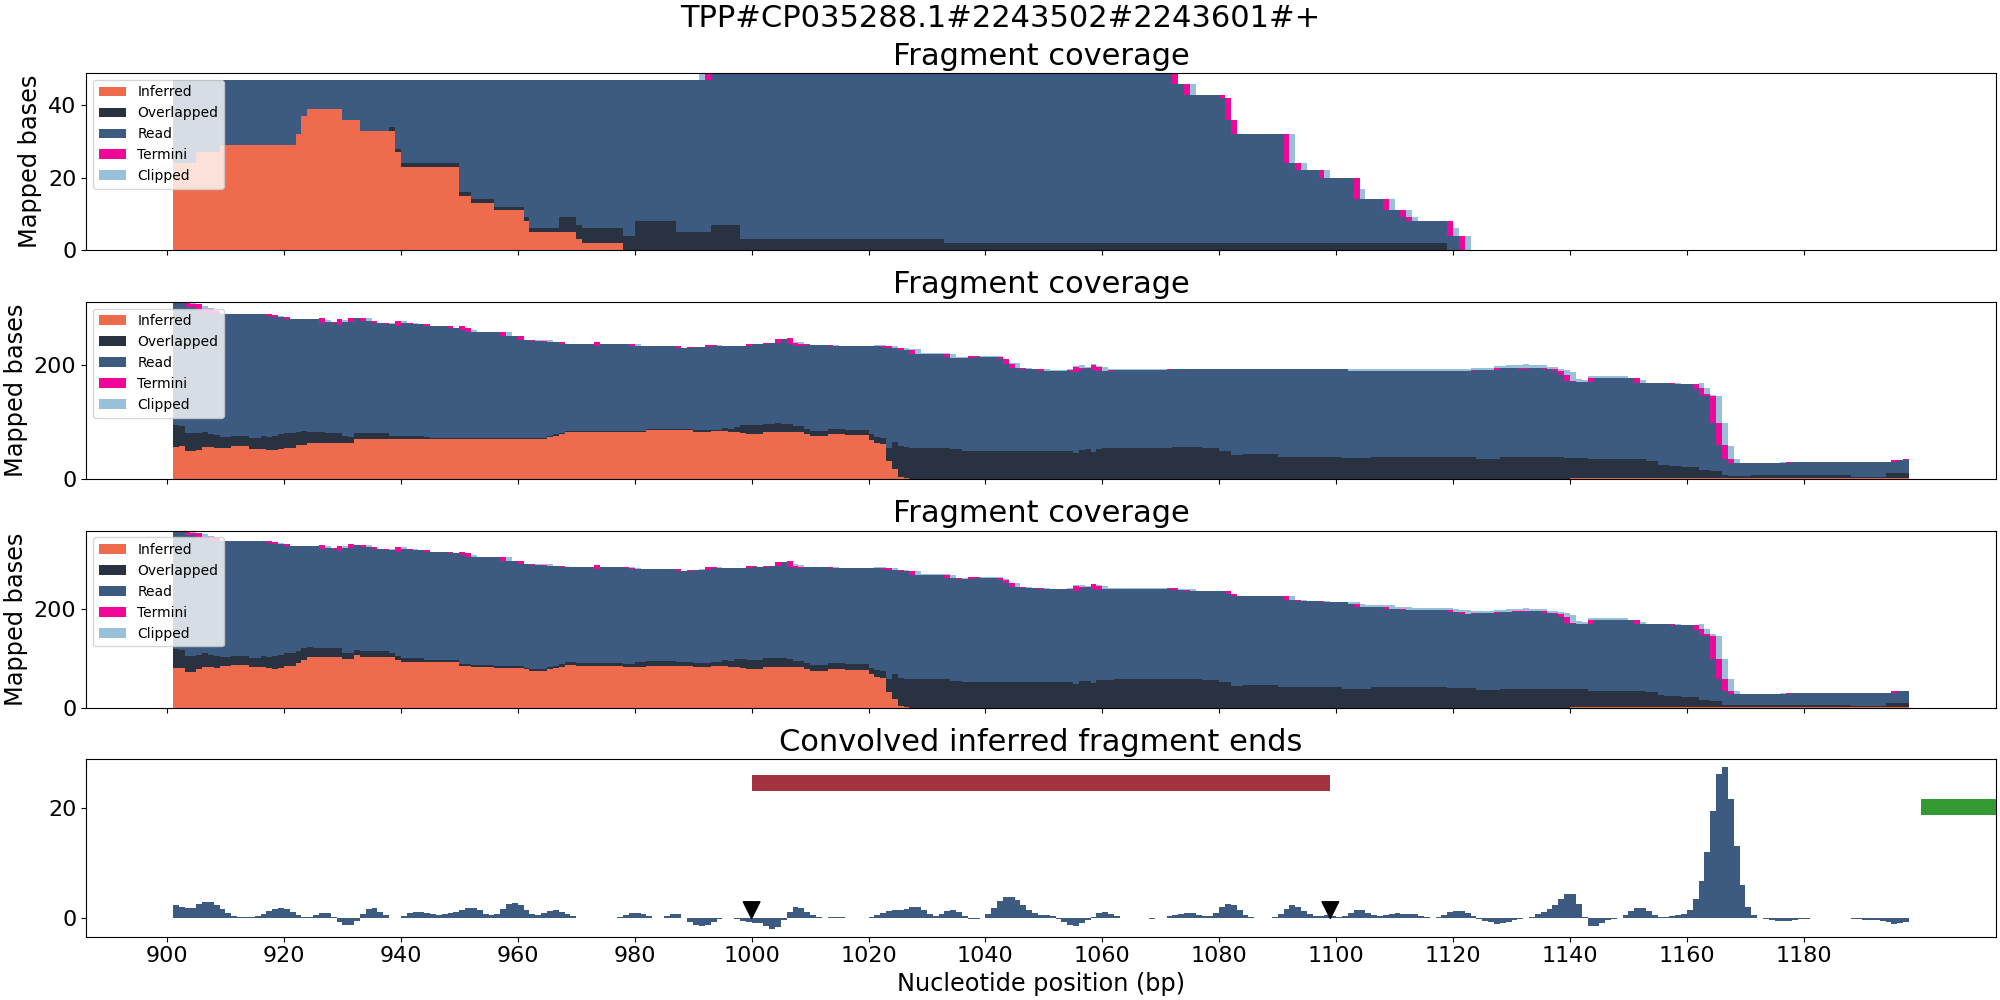 TPP#CP035288.1#2243502#2243601#+
Fragment coverage
Mapped bases
40
20
0
Inferred
Overlapped
Read
Termini
Clipped
Fragment coverage
Mapped bases
200
0
Inferred
Overlapped
Read
Termini
Clipped
Fragment coverage
Mapped bases
200
0
Inferred
Overlapped
Read
Termini
Clipped
Convolved inferred fragment ends
20
0
900 920 940 960 980 1000 1020 1040 1060 1080 1100 1120 1140 1160 1180
Nucleotide position (bp)